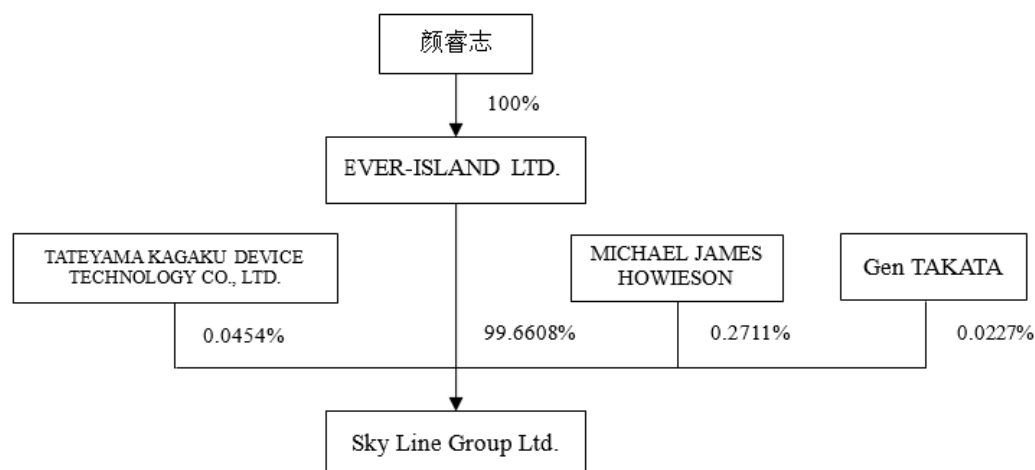 颜睿志
100%
EVER-ISLAND LTD.
TATEYAMA KAGAKU DEVICE
TECHNOLOGY CO., LTD.
MICHAEL JAMES
HOWIESON
Gen TAKATA
0.0454%
99.6608%
0.2711%
0.0227%
Sky Line Group Ltd.